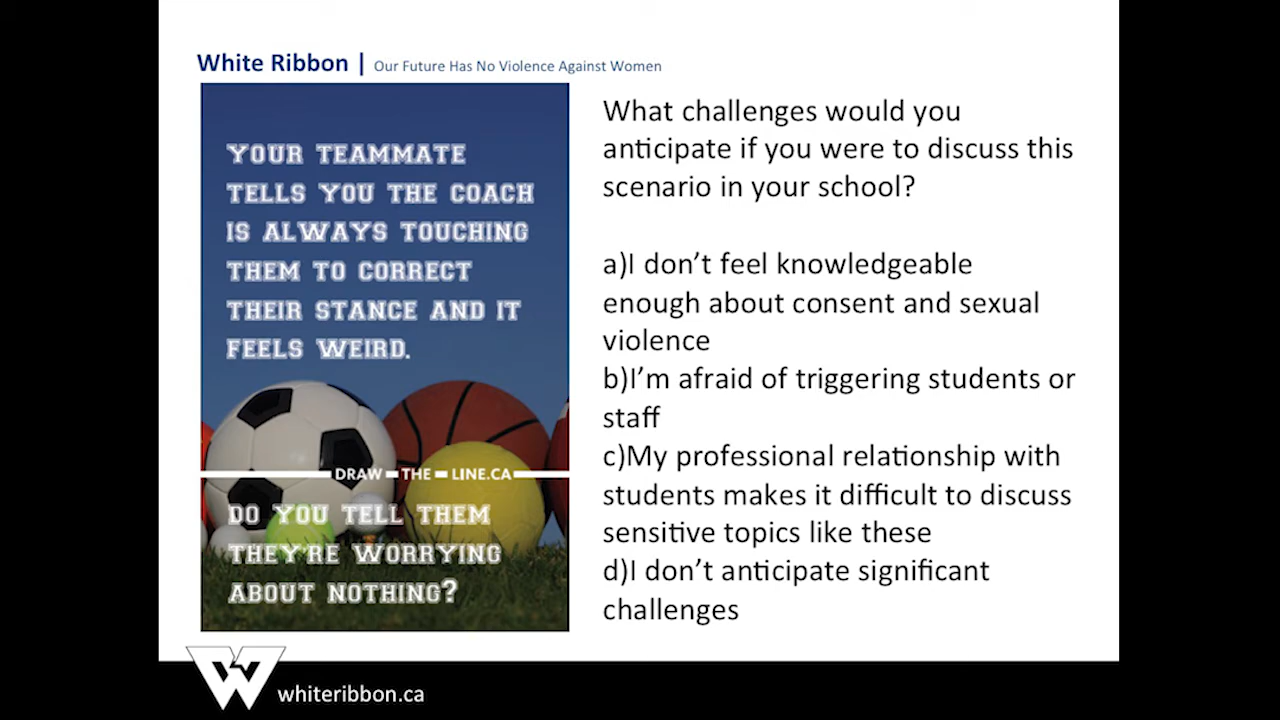 White Ribbon | Our Future Has No Violence Against Women
YOUR TEAMMATE
TELLS YOU THE COACH
IS ALWAYS TOUCHING
THEM TO CORRECT
THEIR STANCE AND IT
FEELS WEIRD.
DRAW THE LINE.CA
DO YOU TELL THEM
THEY'RE WORRYING
ABOUT NOTHING?
What challenges would you
anticipate if you were to discuss this
scenario in your school?
a)I don't feel knowledgeable
enough about consent and sexual
violence
b)I'm afraid of triggering students or
staff
c)My professional relationship with
students makes it difficult to discuss
sensitive topics like these
d)I don't anticipate significant
challenges
W whiteribbon.ca